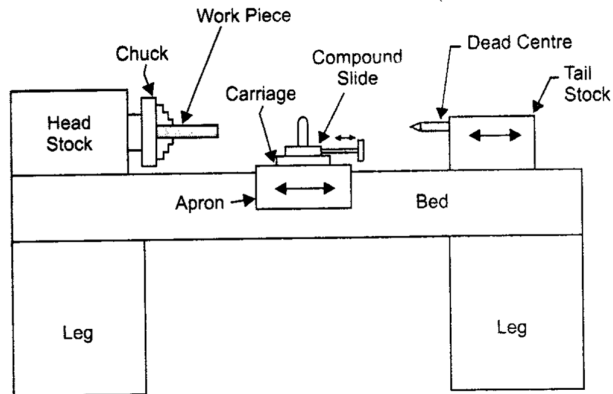 Work Piece
Chuck
Compound
Slide
Dead Centre
Carriage
Tail
Stock
Head
Stock
Apron
Bed
Leg
Leg